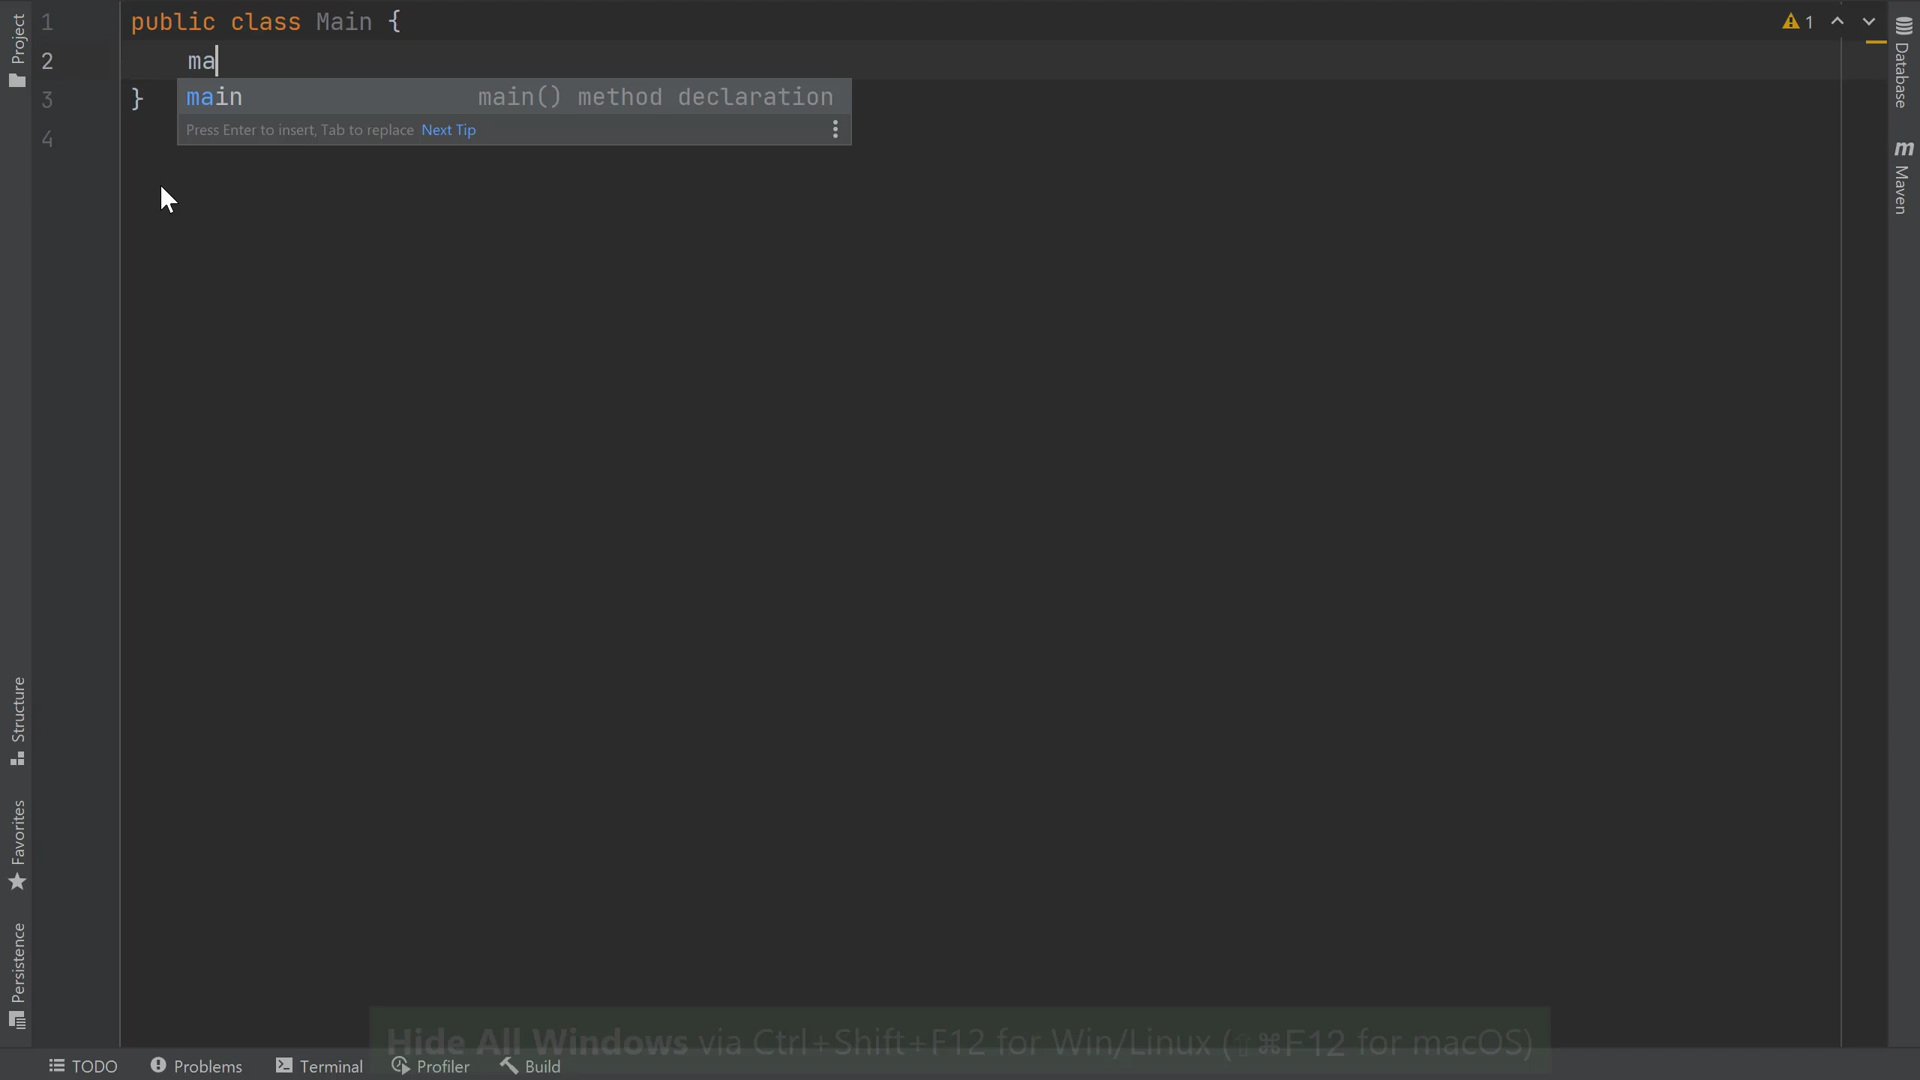 1 public class Main { 1
2 ma
main main() method declaration
3 }
Press Enter to insert, Tab to replace Next Tip
4
Project
Structure
Favorites
Persistence
Database
m Maven
Hide All Windows via Ctrl+Shift+F12 for Win/Linux (⇧⌘F12 for macOS)
TODO Problems Terminal Profiler Build